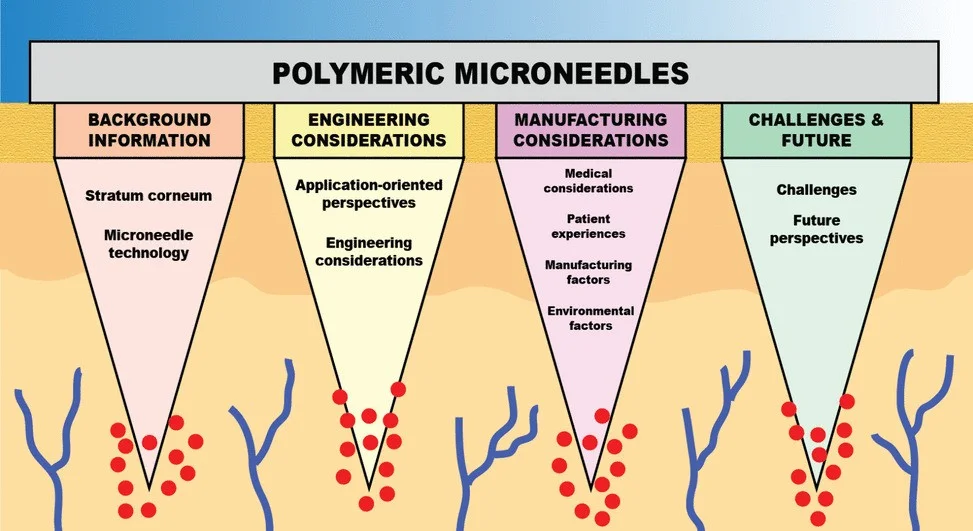 POLYMERIC MICRONEEDLES
BACKGROUND
INFORMATION
Stratum corneum
Microneedle
technology
ENGINEERING
CONSIDERATIONS
Application-oriented
perspectives
Engineering
considerations
MANUFACTURING
CONSIDERATIONS
Medical
considerations
Patient
experiences
Manufacturing
factors
Environmental
factors
CHALLENGES &
FUTURE
Challenges
Future
perspectives